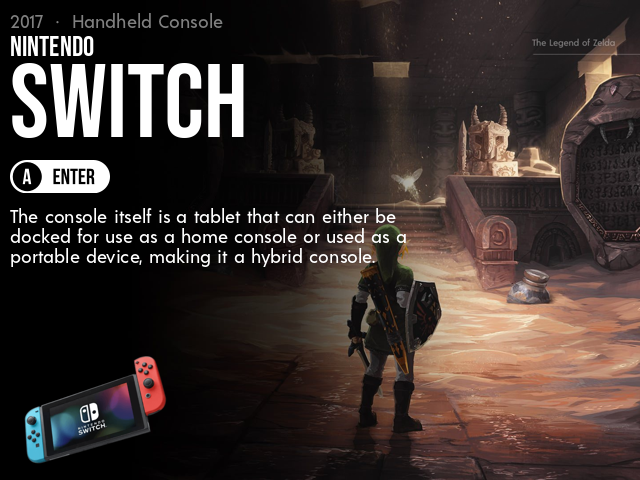 2017 · Handheld Console
NINTENDO
SWITCH
The Legend of Zelda
A ENTER
The console itself is a tablet that can either be
docked for use as a home console or used as a
portable device, making it a hybrid console.
NINTENDO
SWITCH